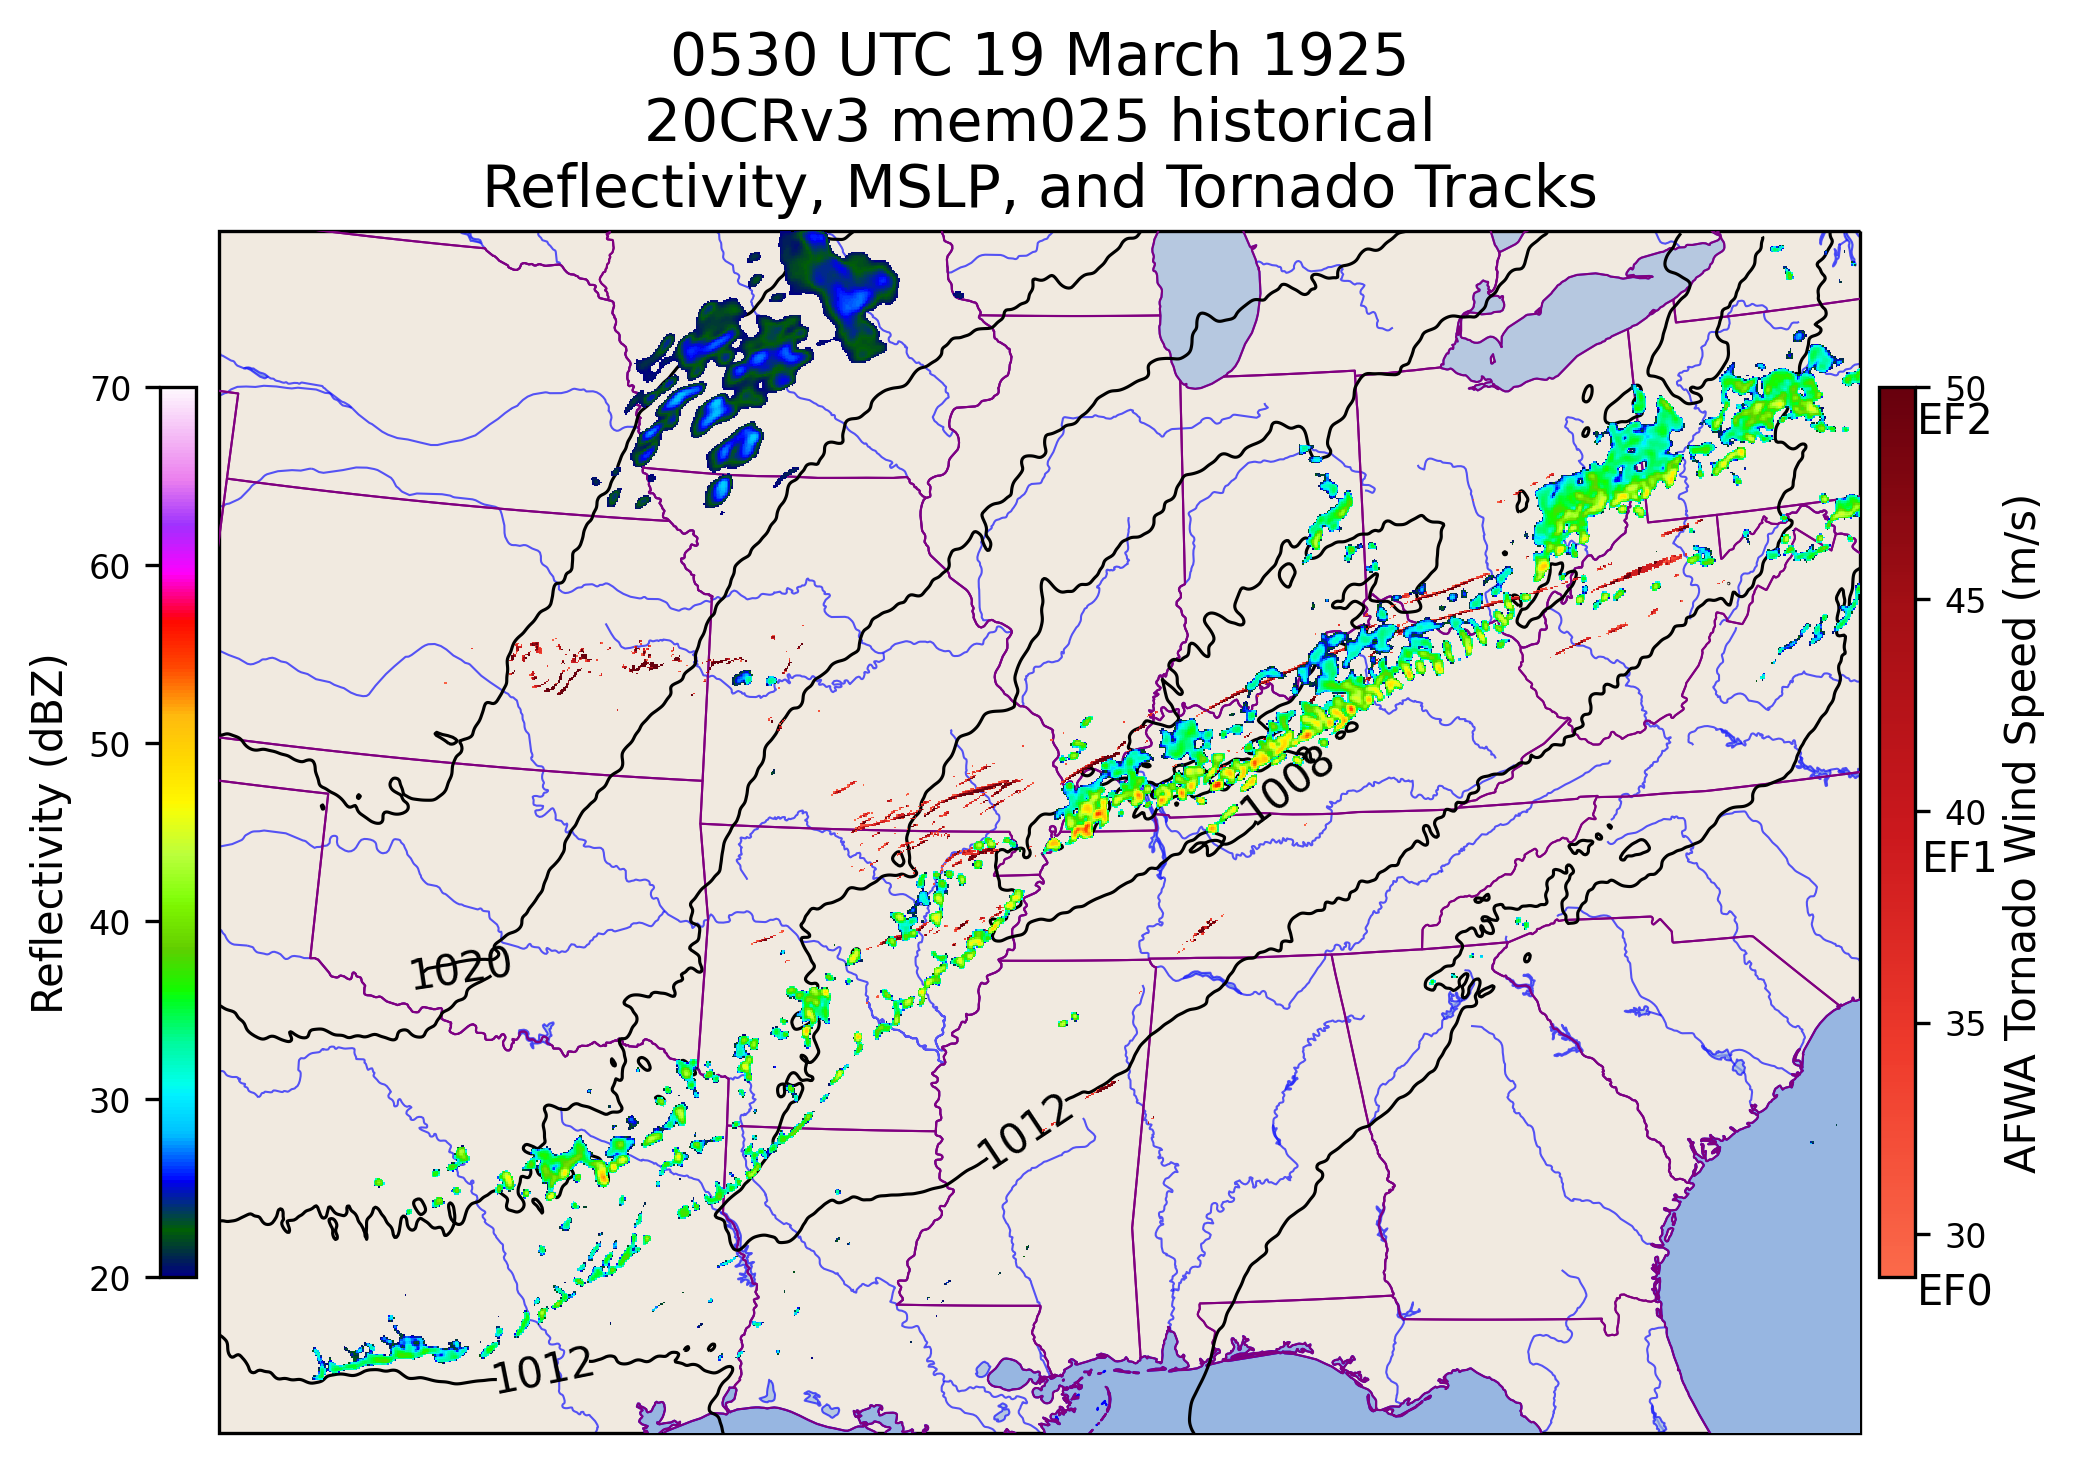 0530 UTC 19 March 1925
20CRv3 mem025 historical
Reflectivity, MSLP, and Tornado Tracks
70
60
50
40
30
20
Reflectivity (dBZ)
1008
1020
1012
1012
50
EF2
45
40
EF1
35
30
EF0
AFWA Tornado Wind Speed (m/s)